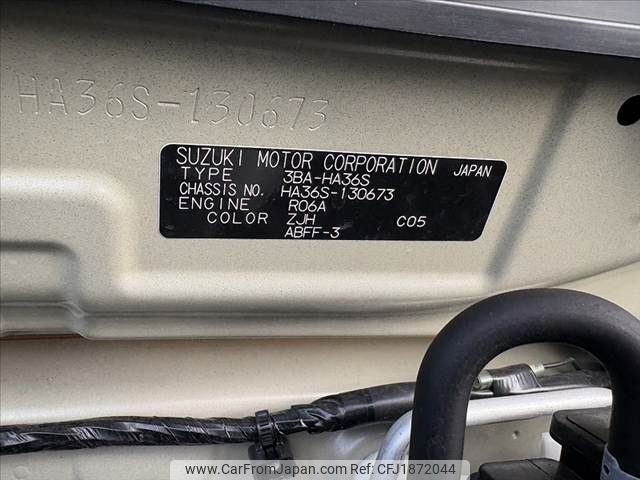 HA36S-130673
SUZUKI MOTOR CORPORATION JAPAN
TYPE 3BA-HA36S
CHASSIS NO. HA36S-130673
ENGINE R06A
COLOR ZJH C05
ABFF-3
www.CarFromJapan.com Ref:CFJ1872044